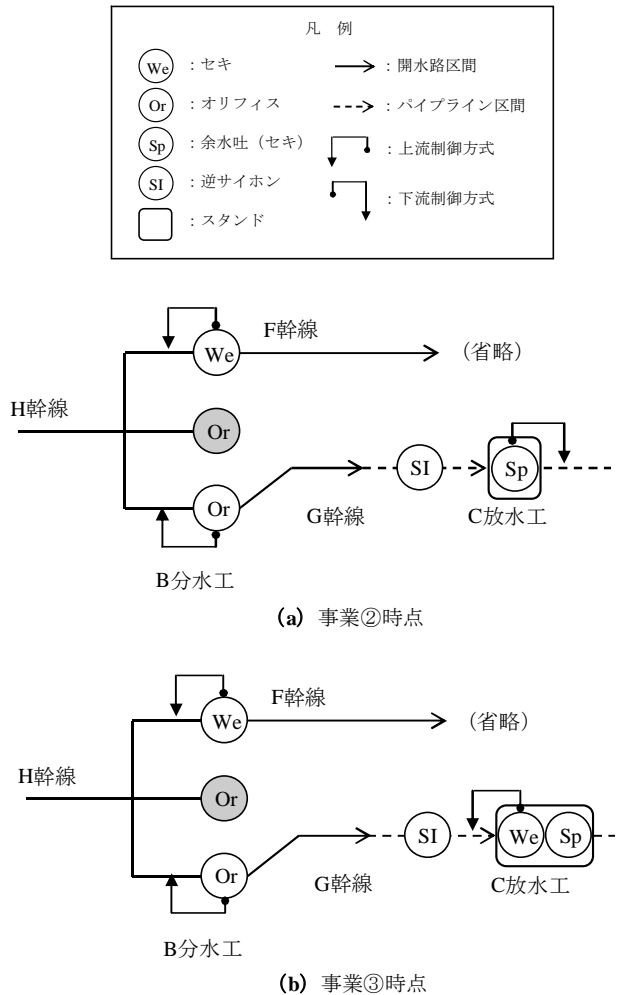 凡 例
We ：セキ
Or ：オリフィス
Sp ：余水吐（セキ）
SI ：逆サイホン
：スタンド
：開水路区間
：パイプライン区間
：上流制御方式
：下流制御方式
F幹線
We
（省略）
H幹線
Or
Or
SI
Sp
G幹線
C放水工
B分水工
(a) 事業②時点
F幹線
We
（省略）
H幹線
Or
Or
SI
We
Sp
G幹線
C放水工
B分水工
(b) 事業③時点